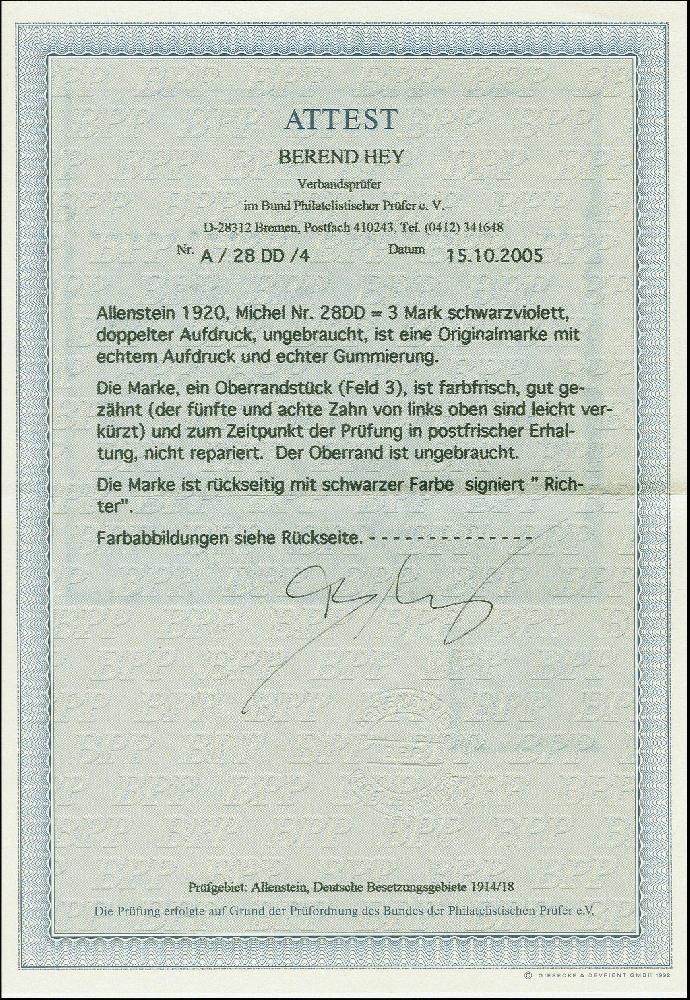 ATTEST
BEREND HEY
Verbandsprüfer
im Bund Philatelistischer Prüfer e. V.
D-28312 Bremen, Postfach 410243, Tel. (0412) 341648
Nr. A / 28 DD /4 Datum 15.10.2005
Allenstein 1920, Michel Nr. 28DD = 3 Mark schwarzviolett,
doppelter Aufdruck, ungebraucht, ist eine Originalmarke mit
echtem Aufdruck und echter Gummierung.
Die Marke, ein Oberrandstück (Feld 3), ist farbfrisch, gut ge-
zähnt (der fünfte und achte Zahn von links oben sind leicht ver-
kürzt) und zum Zeitpunkt der Prüfung in postfrischer Erhal-
tung, nicht repariert. Der Oberrand ist ungebraucht.
Die Marke ist rückseitig mit schwarzer Farbe signiert " Rich-
ter".
Farbabbildungen siehe Rückseite. - - - - - - - - - - - - - -
Prüfgebiet: Allenstein, Deutsche Besetzungsgebiete 1914/18
Die Prüfung erfolgte auf Grund der Prüfordnung des Bundes der Philatelistischen Prüfer e.V.
© GIESECKE & DEVRIENT GMBH 1992